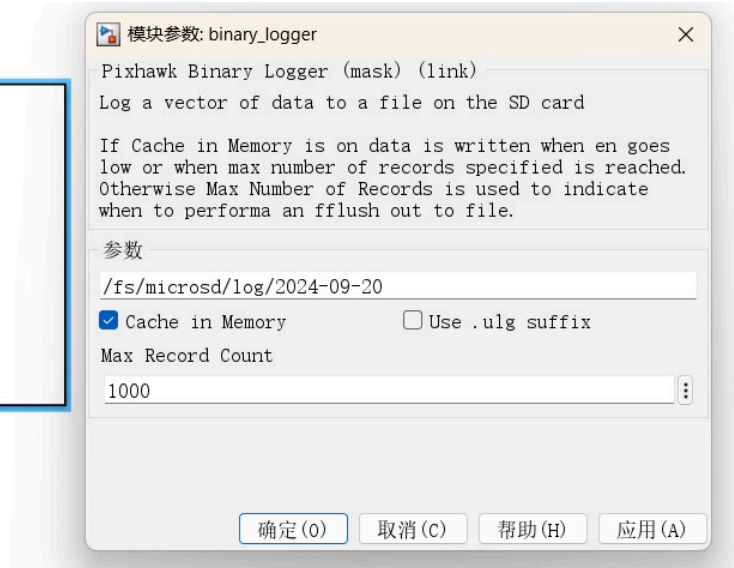 模块参数: binary_logger
Pixhawk Binary Logger (mask) (link)
Log a vector of data to a file on the SD card
If Cache in Memory is on data is written when en goes
low or when max number of records specified is reached.
Otherwise Max Number of Records is used to indicate
when to performa an fflush out to file.
参数
/fs/microsd/log/2024-09-20
Cache in Memory
Use .ulg suffix
Max Record Count
1000
确定(O)
取消(C)
帮助(H)
应用(A)